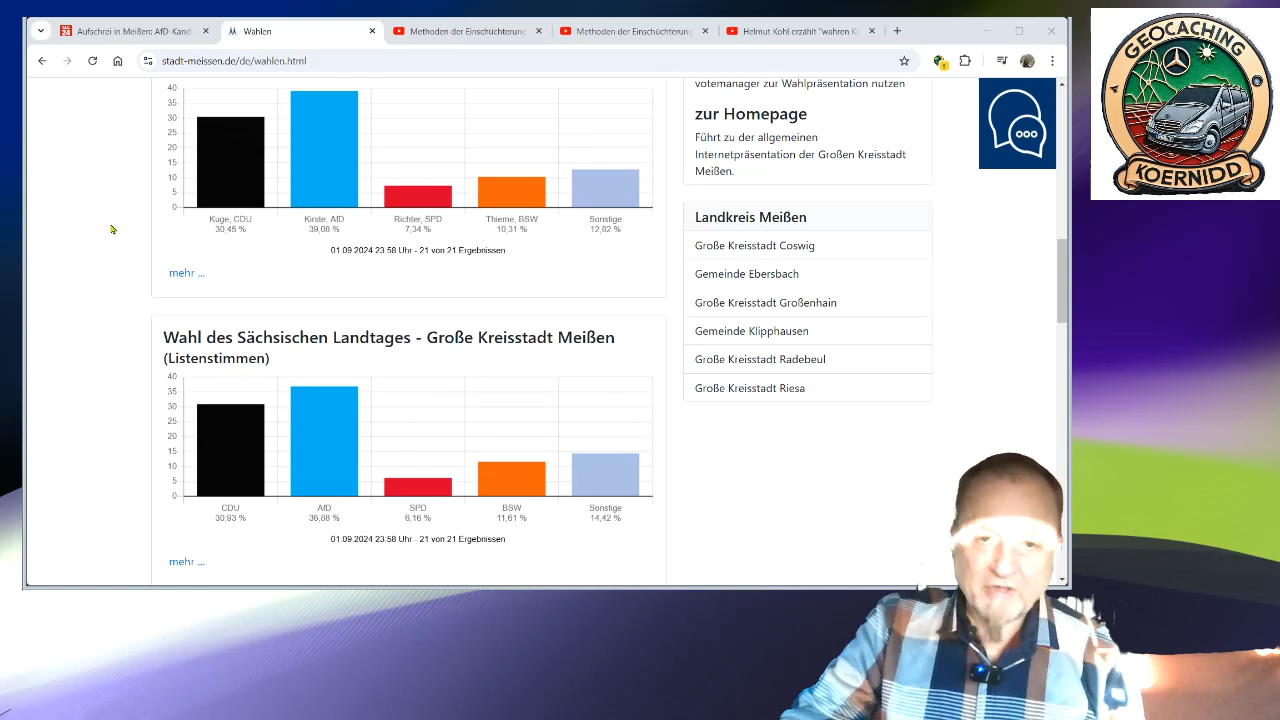 Aufschrei in Meißen: AfD-Kand
Wahlen
Methoden der Einschüchterung
Methoden der Einschüchterung
Helmut Kohl erzählt "wahren K
stadt-meissen.de/de/wahlen.html
40
35
30
25
20
15
10
5
0
Kuge, CDU
30,45 %
Kirste, AfD
39,08 %
Richter, SPD
7,34 %
Thieme, BSW
10,31 %
Sonstige
12,82 %
01.09.2024 23:58 Uhr - 21 von 21 Ergebnissen
mehr ...
Wahl des Sächsischen Landtages - Große Kreisstadt Meißen
(Listenstimmen)
40
35
30
25
20
15
10
5
0
CDU
30,93 %
AfD
36,88 %
SPD
6,16 %
BSW
11,61 %
Sonstige
14,42 %
01.09.2024 23:58 Uhr - 21 von 21 Ergebnissen
mehr ...
votemanager zur Wahlpräsentation nutzen
zur Homepage
Führt zu der allgemeinen
Internetpräsentation der Großen Kreisstadt
Meißen.
Landkreis Meißen
Große Kreisstadt Coswig
Gemeinde Ebersbach
Große Kreisstadt Großenhain
Gemeinde Klipphausen
Große Kreisstadt Radebeul
Große Kreisstadt Riesa
GEOCACHING
KOERNIDD